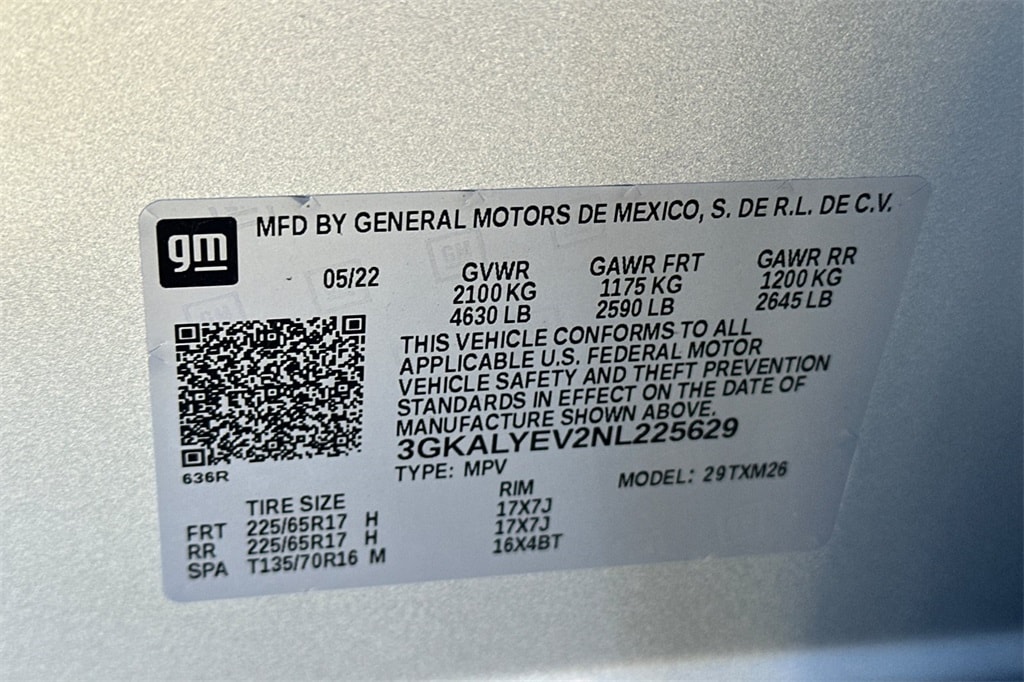 gm
MFD BY GENERAL MOTORS DE MEXICO, S. DE R.L. DE C.V.
05/22 GVWR GAWR FRT GAWR RR
2100 KG 1175 KG 1200 KG
4630 LB 2590 LB 2645 LB
THIS VEHICLE CONFORMS TO ALL
APPLICABLE U.S. FEDERAL MOTOR
VEHICLE SAFETY AND THEFT PREVENTION
STANDARDS IN EFFECT ON THE DATE OF
MANUFACTURE SHOWN ABOVE.
3GKALYEV2NL225629
636R TYPE: MPV MODEL: 29TXM26
TIRE SIZE RIM
FRT 225/65R17 H 17X7J
RR 225/65R17 H 17X7J
SPA T135/70R16 M 16X4BT